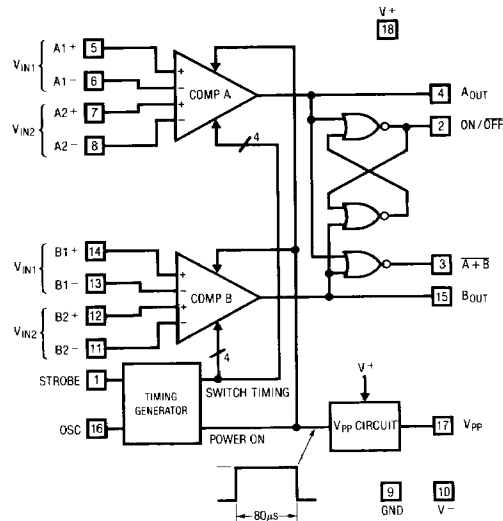 V+
18
VIN1
A1+ 5
A1− 6
VIN2
A2+ 7
A2− 8
+
−
+
−
COMP A
4
4 AOUT
2 ON/OFF
3 A+B
15 BOUT
VIN1
B1+ 14
B1− 13
VIN2
B2+ 12
B2− 11
+
−
+
−
COMP B
4
STROBE 1
OSC 16
TIMING
GENERATOR
SWITCH TIMING
POWER ON
V+
VPP CIRCUIT
17 VPP
80µs
9
GND
10
V−